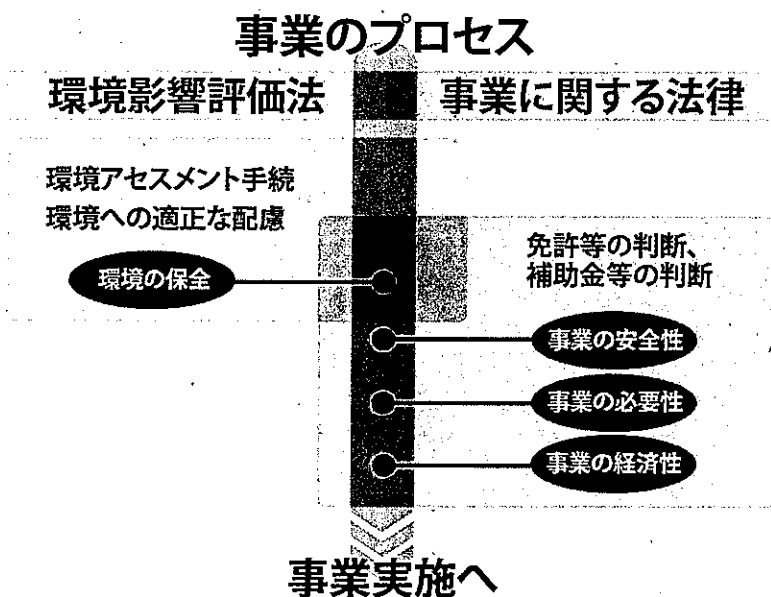 事業のプロセス
環境影響評価法
事業に関する法律
環境アセスメント手続
環境への適正な配慮
環境の保全
免許等の判断、
補助金等の判断
事業の安全性
事業の必要性
事業の経済性
事業実施へ